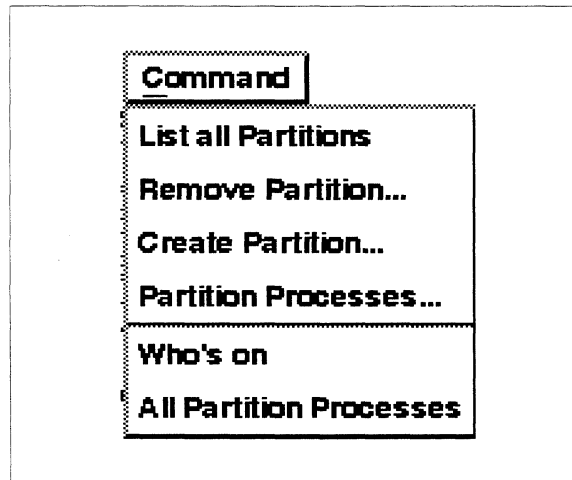 Command
List all Partitions
Remove Partition...
Create Partition...
Partition Processes...
Who's on
All Partition Processes